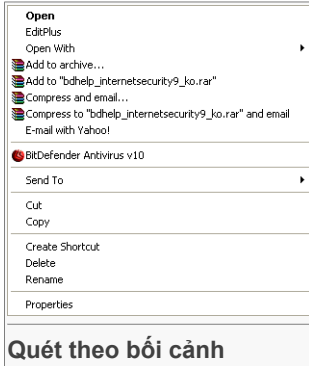 Open
EditPlus
Open With
Add to archive...
Add to "bdhelp_internetsecurity9_ko.rar"
Compress and email...
Compress to "bdhelp_internetsecurity9_ko.rar" and email
E-mail with Yahoo!
BitDefender Antivirus v10
Send To
Cut
Copy
Create Shortcut
Delete
Rename
Properties
Quét theo bối cảnh